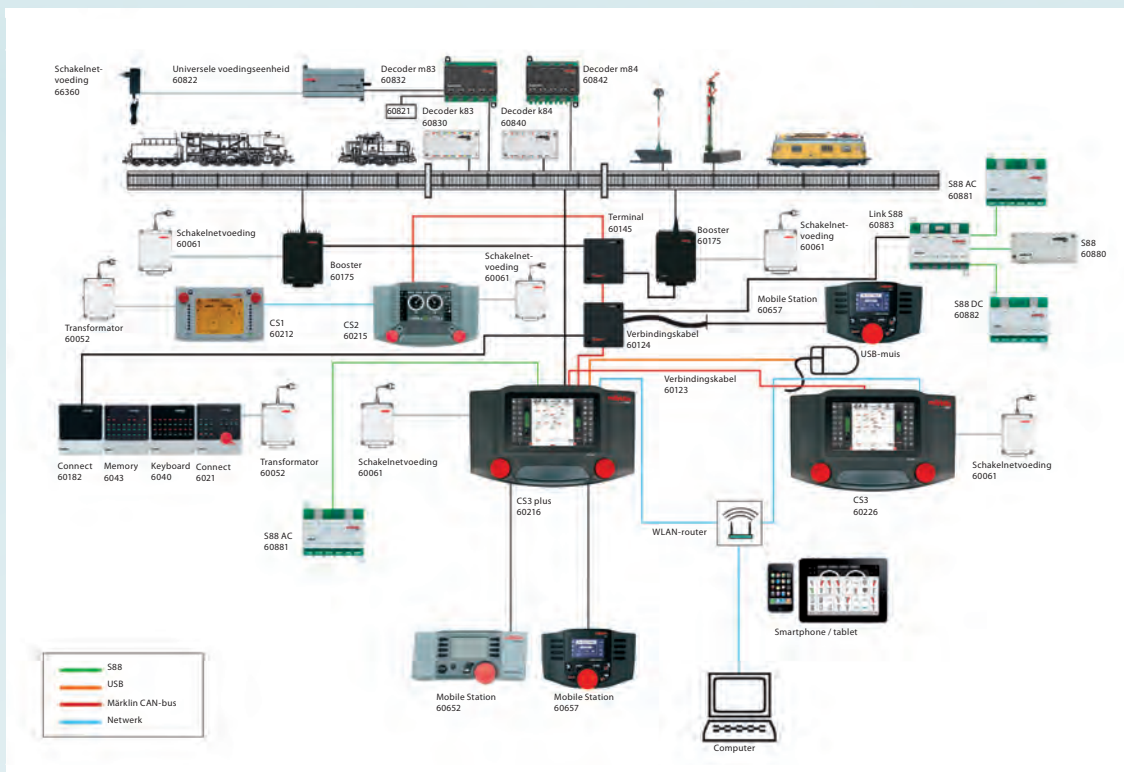 Schakelnet-
voeding
66360
Universele voedingseenheid
60822
Decoder m83
60832
Decoder m84
60842
60821
Decoder k83
60830
Decoder k84
60840
S88 AC
60881
Link S88
60883
S88
60880
S88 DC
60882
Schakelnetvoeding
60061
Booster
60175
Terminal
60145
Booster
60175
Schakelnet-
voeding
60061
Schakelnet-
voeding
60061
Transformator
60052
CS1
60212
CS2
60215
Mobile Station
60657
Verbindingskabel
60124
USB-muis
Verbindingskabel
60123
Connect
60182
Memory
6043
Keyboard
6040
Connect
6021
Transformator
60052
Schakelnetvoeding
60061
Schakelnetvoeding
60061
CS3 plus
60216
CS3
60226
S88 AC
60881
WLAN-router
Smartphone / tablet
Mobile Station
60652
Mobile Station
60657
Computer
S88
USB
Märklin CAN-bus
Netwerk